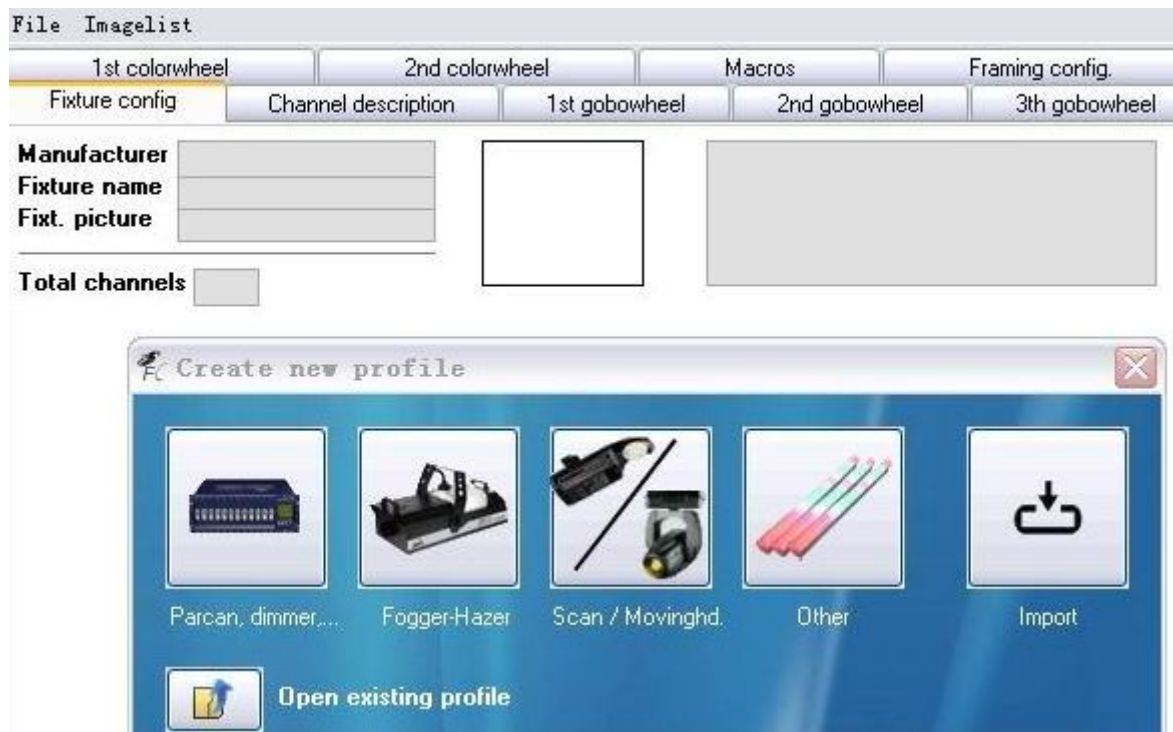 File Imagelist
1st colorwheel 2nd colorwheel Macros Framing config.
Fixture config Channel description 1st gobowheel 2nd gobowheel 3th gobowheel
Manufacturer
Fixture name
Fixt. picture
Total channels
Create new profile
Parcan, dimmer,... Fogger-Hazer Scan / Movinghd. Other Import
Open existing profile